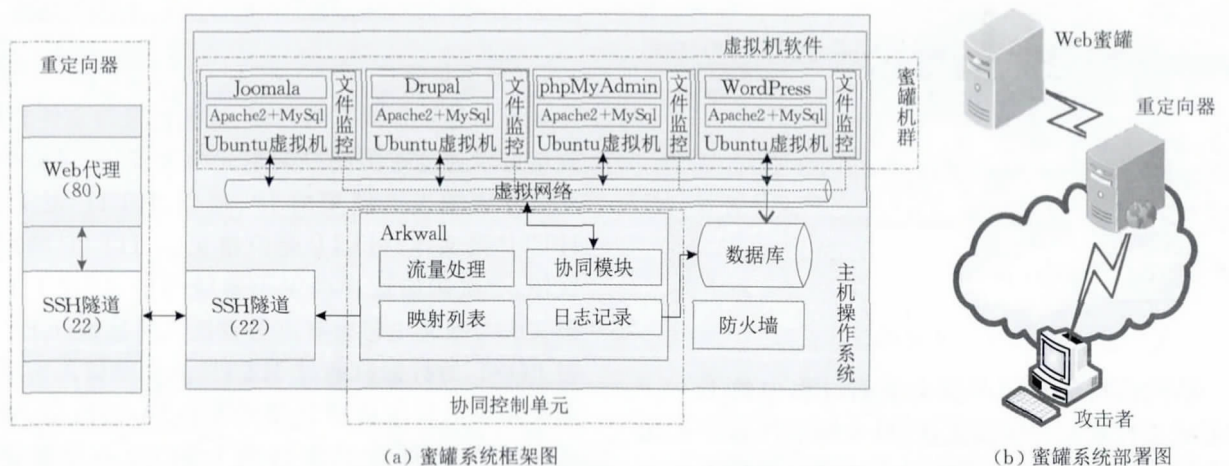 重定向器
Web代理
(80)
SSH隧道
(22)
虚拟机软件
蜜罐机群
Joomala
Apache2+MySql
Ubuntu虚拟机
文件监控
Drupal
Apache2+MySql
Ubuntu虚拟机
文件监控
phpMyAdmin
Apache2+MySql
Ubuntu虚拟机
文件监控
WordPress
Apache2+MySql
Ubuntu虚拟机
文件监控
虚拟网络
SSH隧道
(22)
Arkwall
流量处理
协同模块
映射列表
日志记录
协同控制单元
数据库
防火墙
主机操作系统
(a) 蜜罐系统框架图
Web蜜罐
重定向器
攻击者
(b) 蜜罐系统部署图